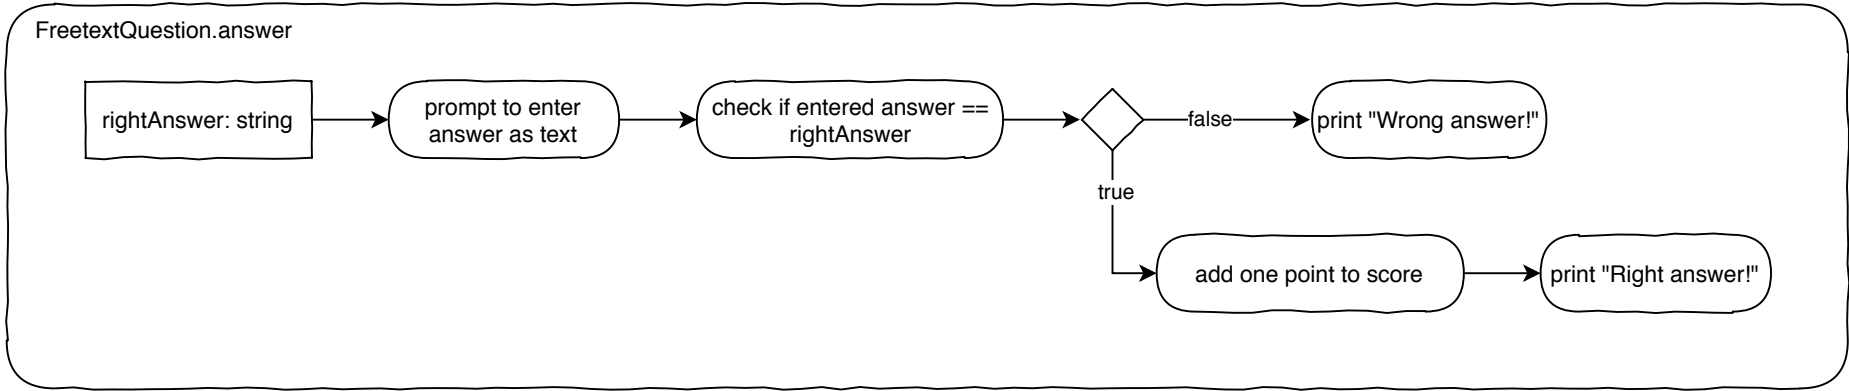 FreetextQuestion.answer
rightAnswer: string
prompt to enter
answer as text
check if entered answer ==
rightAnswer
false
print "Wrong answer!"
true
add one point to score
print "Right answer!"